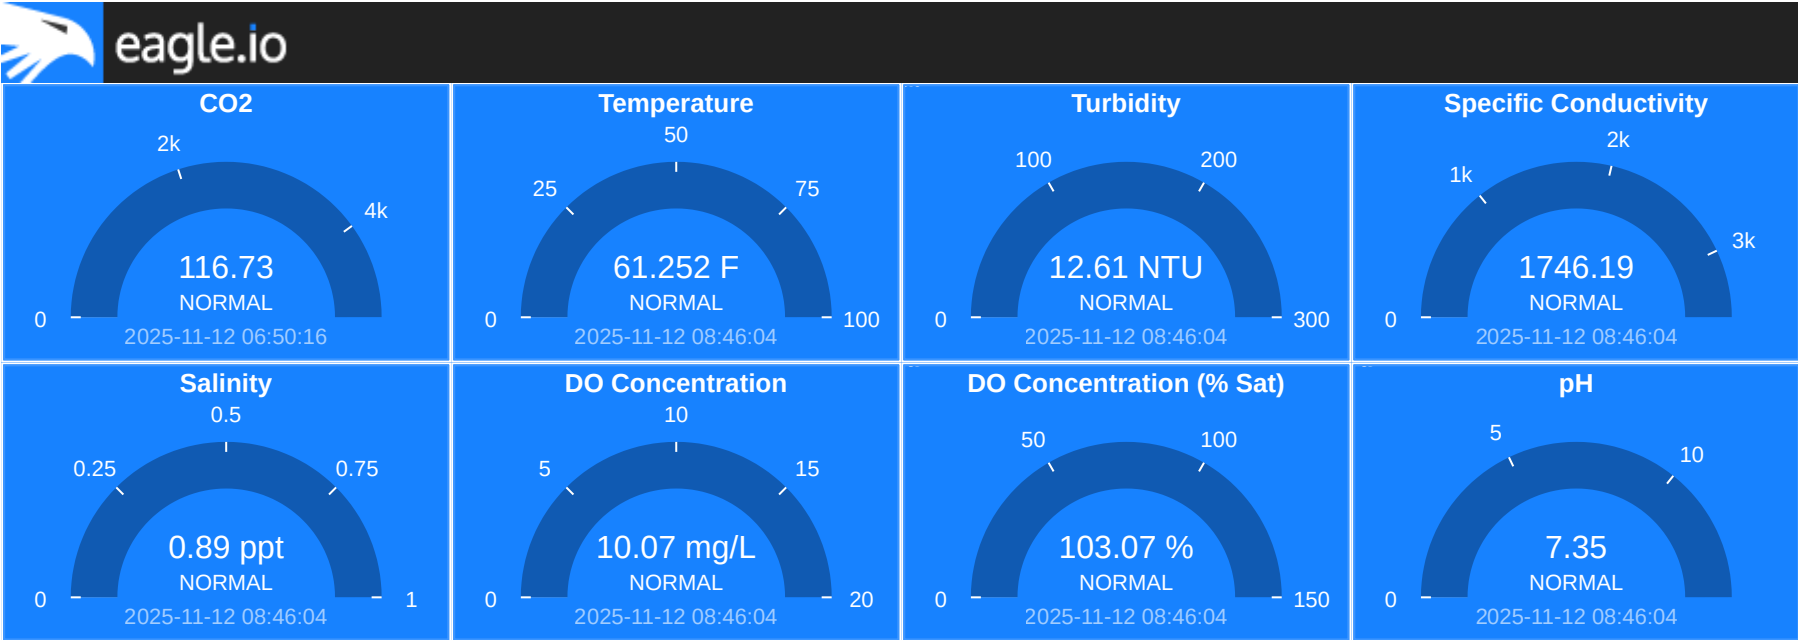 eagle.io
CO2
2k
4k
116.73
NORMAL
0
2025-11-12 06:50:16
Temperature
50
25
75
61.252 F
NORMAL
0
100
2025-11-12 08:46:04
Turbidity
100
200
12.61 NTU
NORMAL
0
300
2025-11-12 08:46:04
Specific Conductivity
2k
1k
3k
1746.19
NORMAL
0
2025-11-12 08:46:04
Salinity
0.5
0.25
0.75
0.89 ppt
NORMAL
0
1
2025-11-12 08:46:04
DO Concentration
10
5
15
10.07 mg/L
NORMAL
0
20
2025-11-12 08:46:04
DO Concentration (% Sat)
50
100
103.07 %
NORMAL
0
150
2025-11-12 08:46:04
pH
5
10
7.35
NORMAL
0
2025-11-12 08:46:04